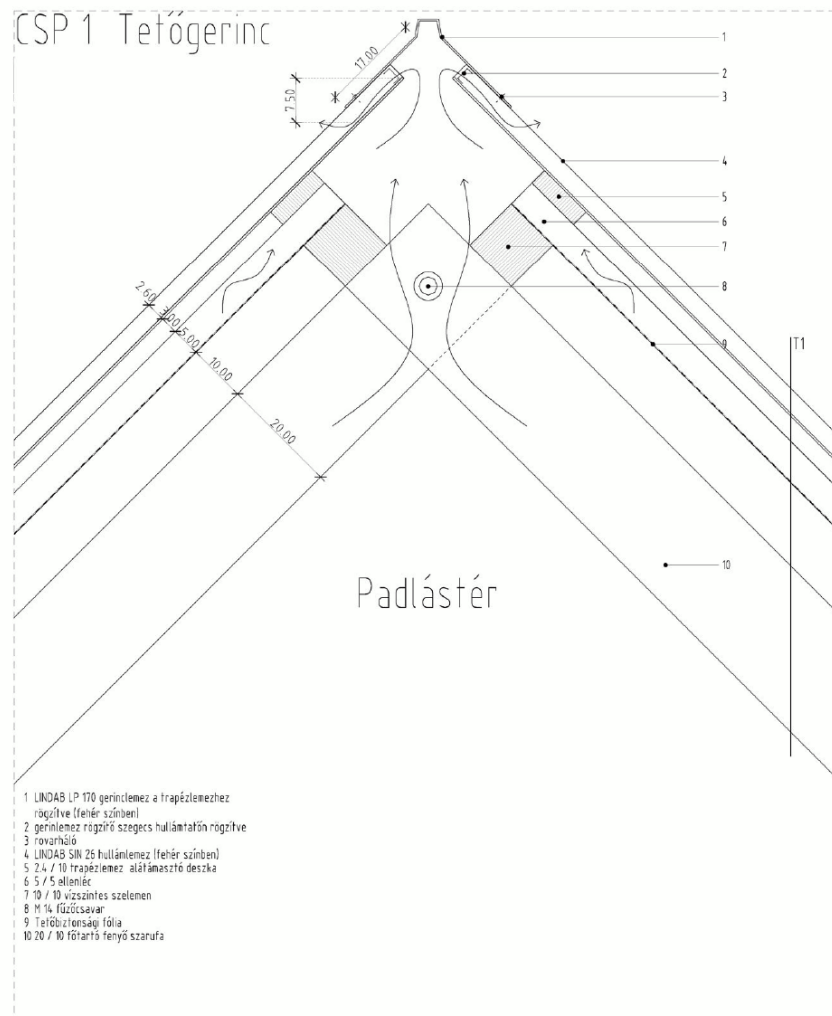 CSP 1 Tetőgerinc
17.00
7.50
1
2
3
4
5
6
7
8
9
10
T1
2.60
3.00
5.00
10.00
20.00
Padlástér
1 LINDAB LP 170 gerinclemez a trapézlemezhez
rögzítve (fehér színben)
2 gerinlemez rögzítő szegecs hullámtatőn rögzítve
3 rovarháló
4 LINDAB SIN 26 hullámlemez (fehér színben)
5 2.4 / 10 trapézlemez alátámasztó deszka
6 5 / 5 ellenléc
7 10 / 10 vízszintes szelemen
8 M 14 fűzőcsavar
9 Tetőbiztonsági fólia
10 20 / 10 főtartó fenyő szarufa